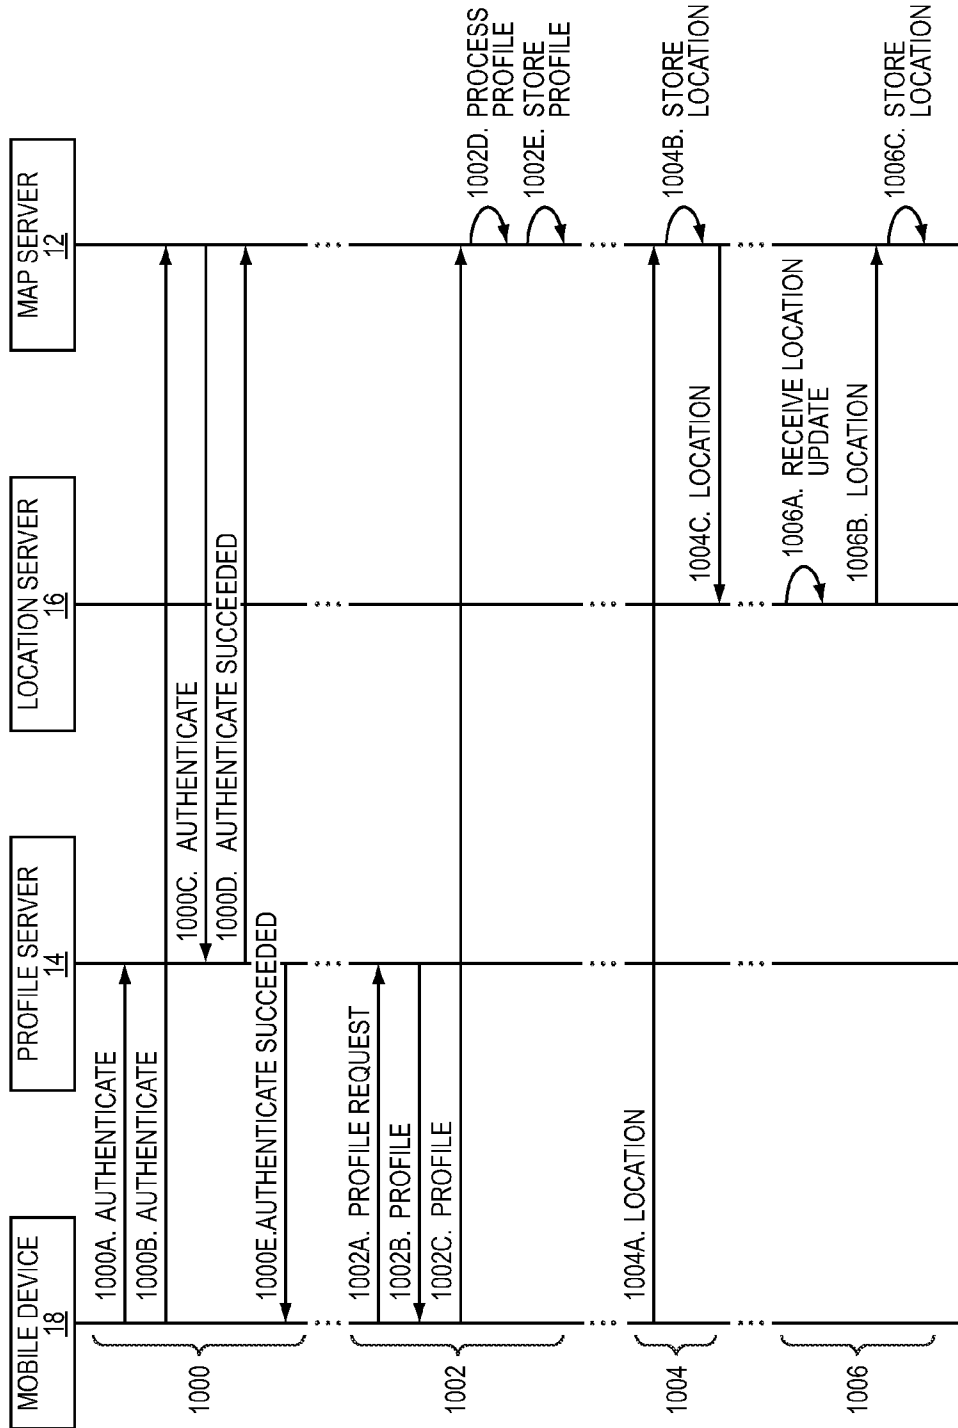 MOBILE DEVICE
18
PROFILE SERVER
14
LOCATION SERVER
16
MAP SERVER
12
1000
1000A. AUTHENTICATE
1000B. AUTHENTICATE
1000C. AUTHENTICATE
1000D. AUTHENTICATE SUCCEEDED
1000E.AUTHENTICATE SUCCEEDED
1002
1002A. PROFILE REQUEST
1002B. PROFILE
1002C. PROFILE
1002D. PROCESS
PROFILE
1002E. STORE
PROFILE
1004
1004A. LOCATION
1004B. STORE
LOCATION
1004C. LOCATION
1006
1006A. RECEIVE LOCATION
UPDATE
1006B. LOCATION
1006C. STORE
LOCATION